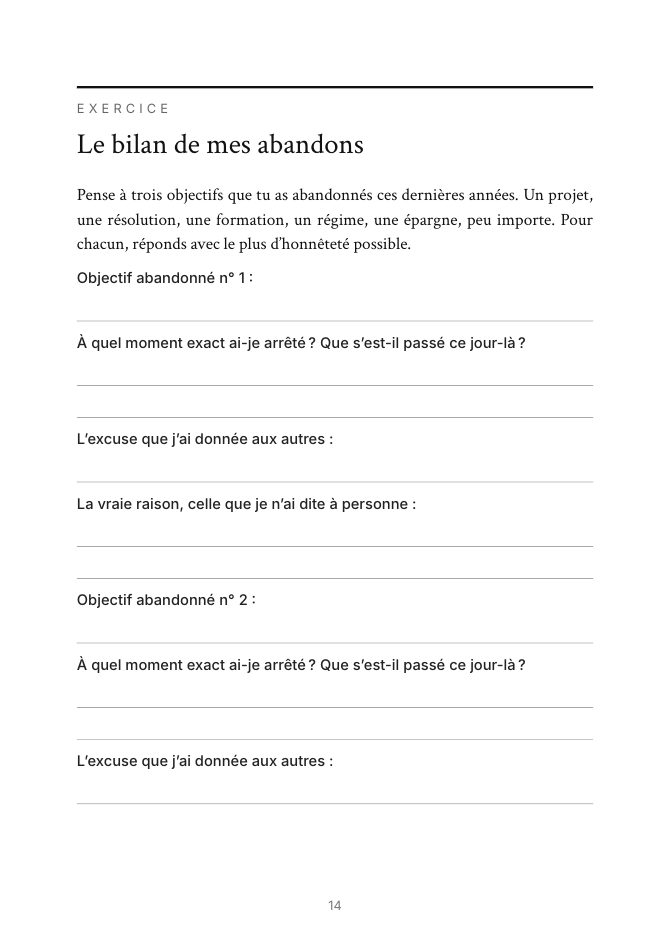 EXERCICE
Le bilan de mes abandons
Pense à trois objectifs que tu as abandonnés ces dernières années. Un projet,
une résolution, une formation, un régime, une épargne, peu importe. Pour
chacun, réponds avec le plus d’honnêteté possible.
Objectif abandonné n° 1 :
À quel moment exact ai-je arrêté ? Que s’est-il passé ce jour-là ?
L’excuse que j’ai donnée aux autres :
La vraie raison, celle que je n’ai dite à personne :
Objectif abandonné n° 2 :
À quel moment exact ai-je arrêté ? Que s’est-il passé ce jour-là ?
L’excuse que j’ai donnée aux autres :
14